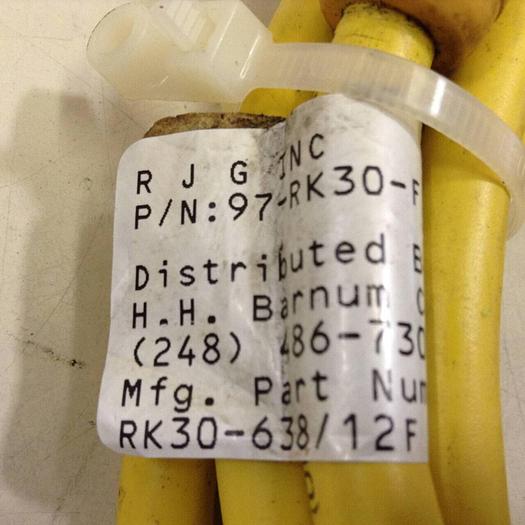 R J G INC
P/N:97-RK30-F
Distributed B
H.H. Barnum C
(248) 486-730
Mfg. Part Num
RK30-638/12F